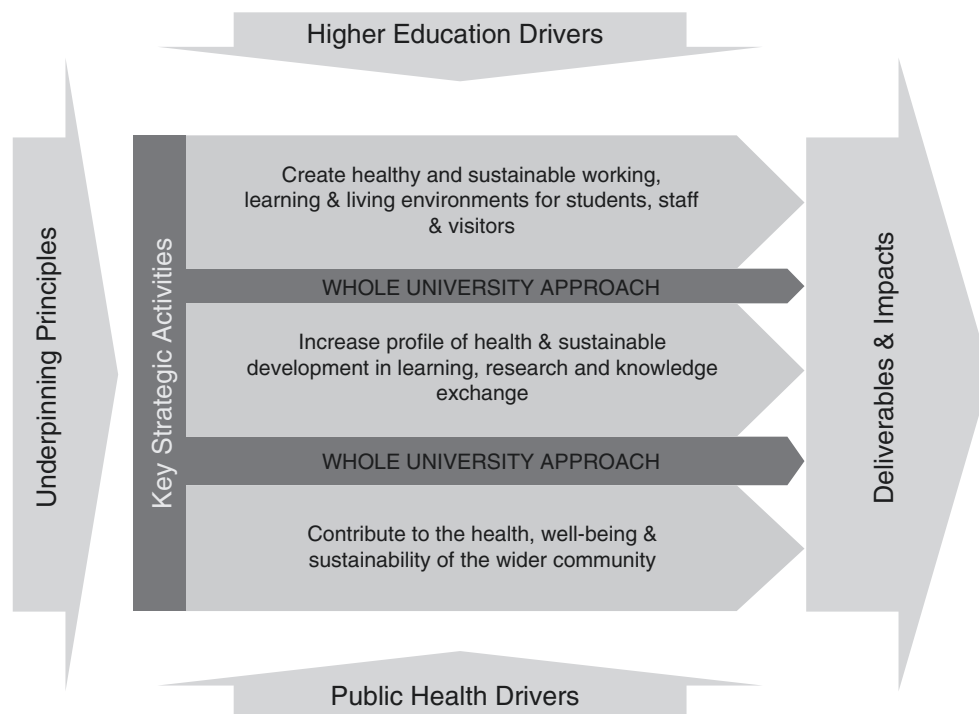 Higher Education Drivers
Underpinning Principles
Key Strategic Activities
Create healthy and sustainable working,
learning & living environments for students, staff
& visitors
WHOLE UNIVERSITY APPROACH
Increase profile of health & sustainable
development in learning, research and knowledge
exchange
WHOLE UNIVERSITY APPROACH
Contribute to the health, well-being &
sustainability of the wider community
Deliverables & Impacts
Public Health Drivers